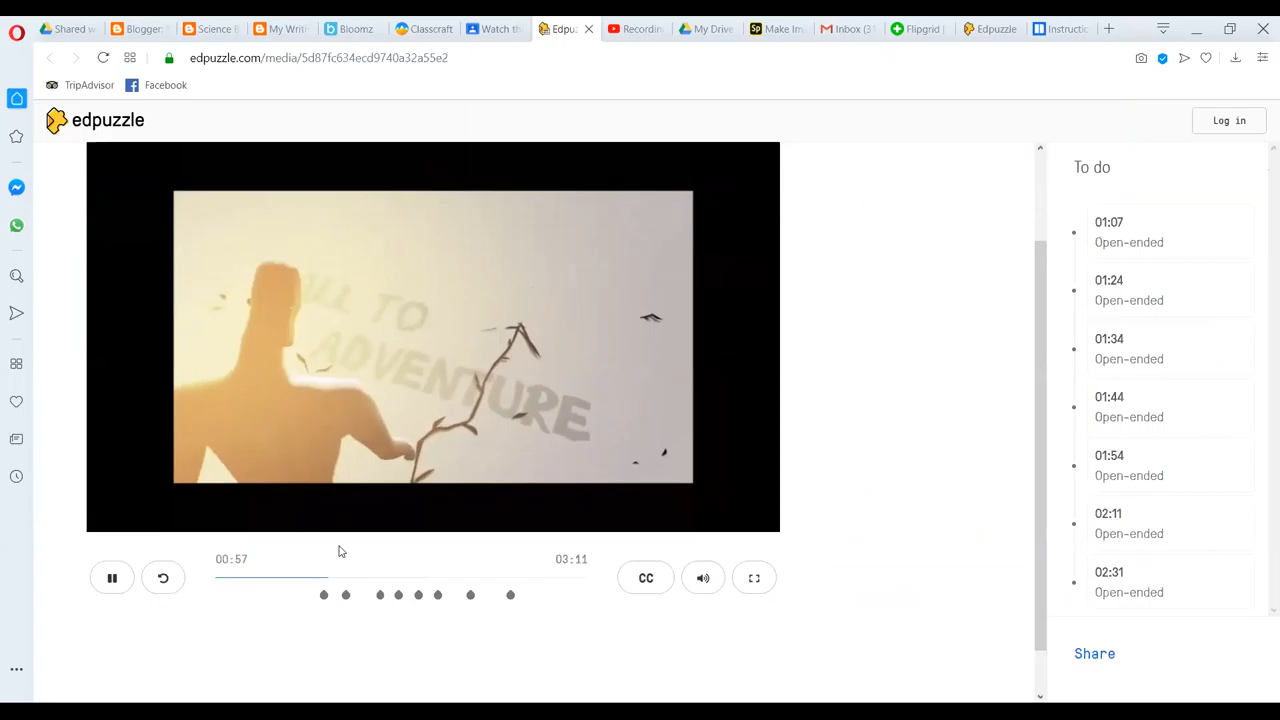 Shared w
Blogger:
Science B
My Writi
Bloomz
Classcraft
Watch th
Edpuz
Recordin
My Drive
Sp Make Im
Inbox (3
Flipgrid |
Edpuzzle
Instructio
edpuzzle.com/media/5d87fc634ecd9740a32a55e2
TripAdvisor
Facebook
edpuzzle
Log in
TO
ADVENTURE
00:57
03:11
CC
To do
01:07
Open-ended
01:24
Open-ended
01:34
Open-ended
01:44
Open-ended
01:54
Open-ended
02:11
Open-ended
02:31
Open-ended
Share